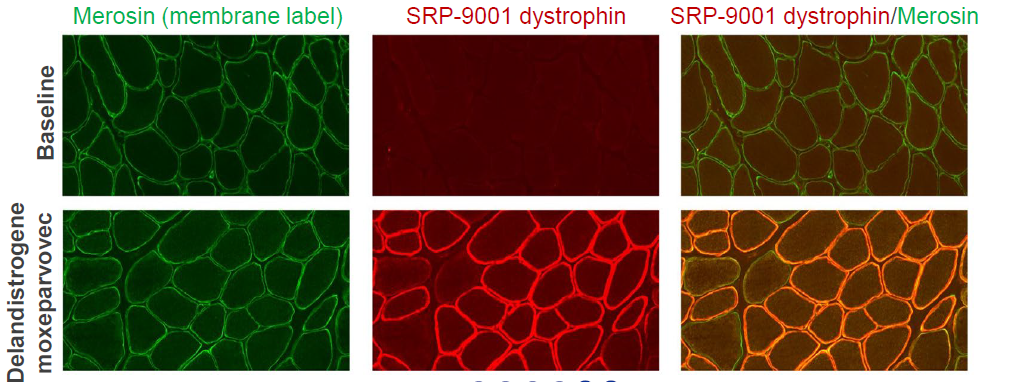 Merosin (membrane label)
SRP-9001 dystrophin
SRP-9001 dystrophin/Merosin
Baseline
Delandistrogene
moxeparvovec